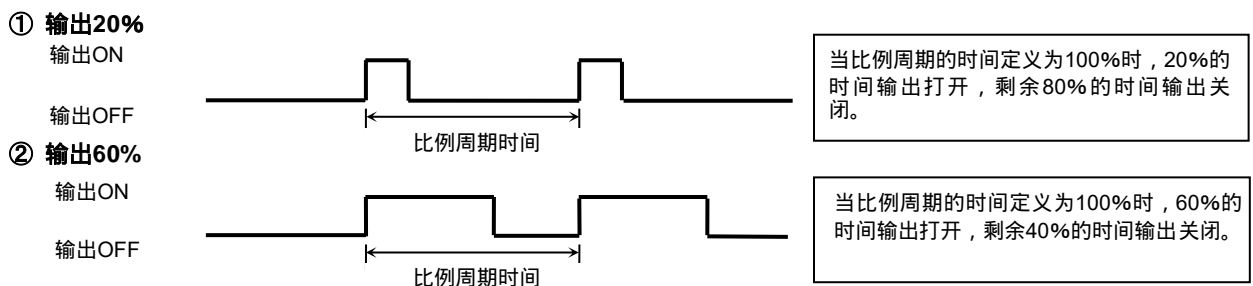 ① 输出20%
输出ON
输出OFF
比例周期时间
当比例周期的时间定义为100%时，20%的
时间输出打开，剩余80%的时间输出关
闭。
② 输出60%
输出ON
输出OFF
比例周期时间
当比例周期的时间定义为100%时，60%的
时间输出打开，剩余40%的时间输出关闭。